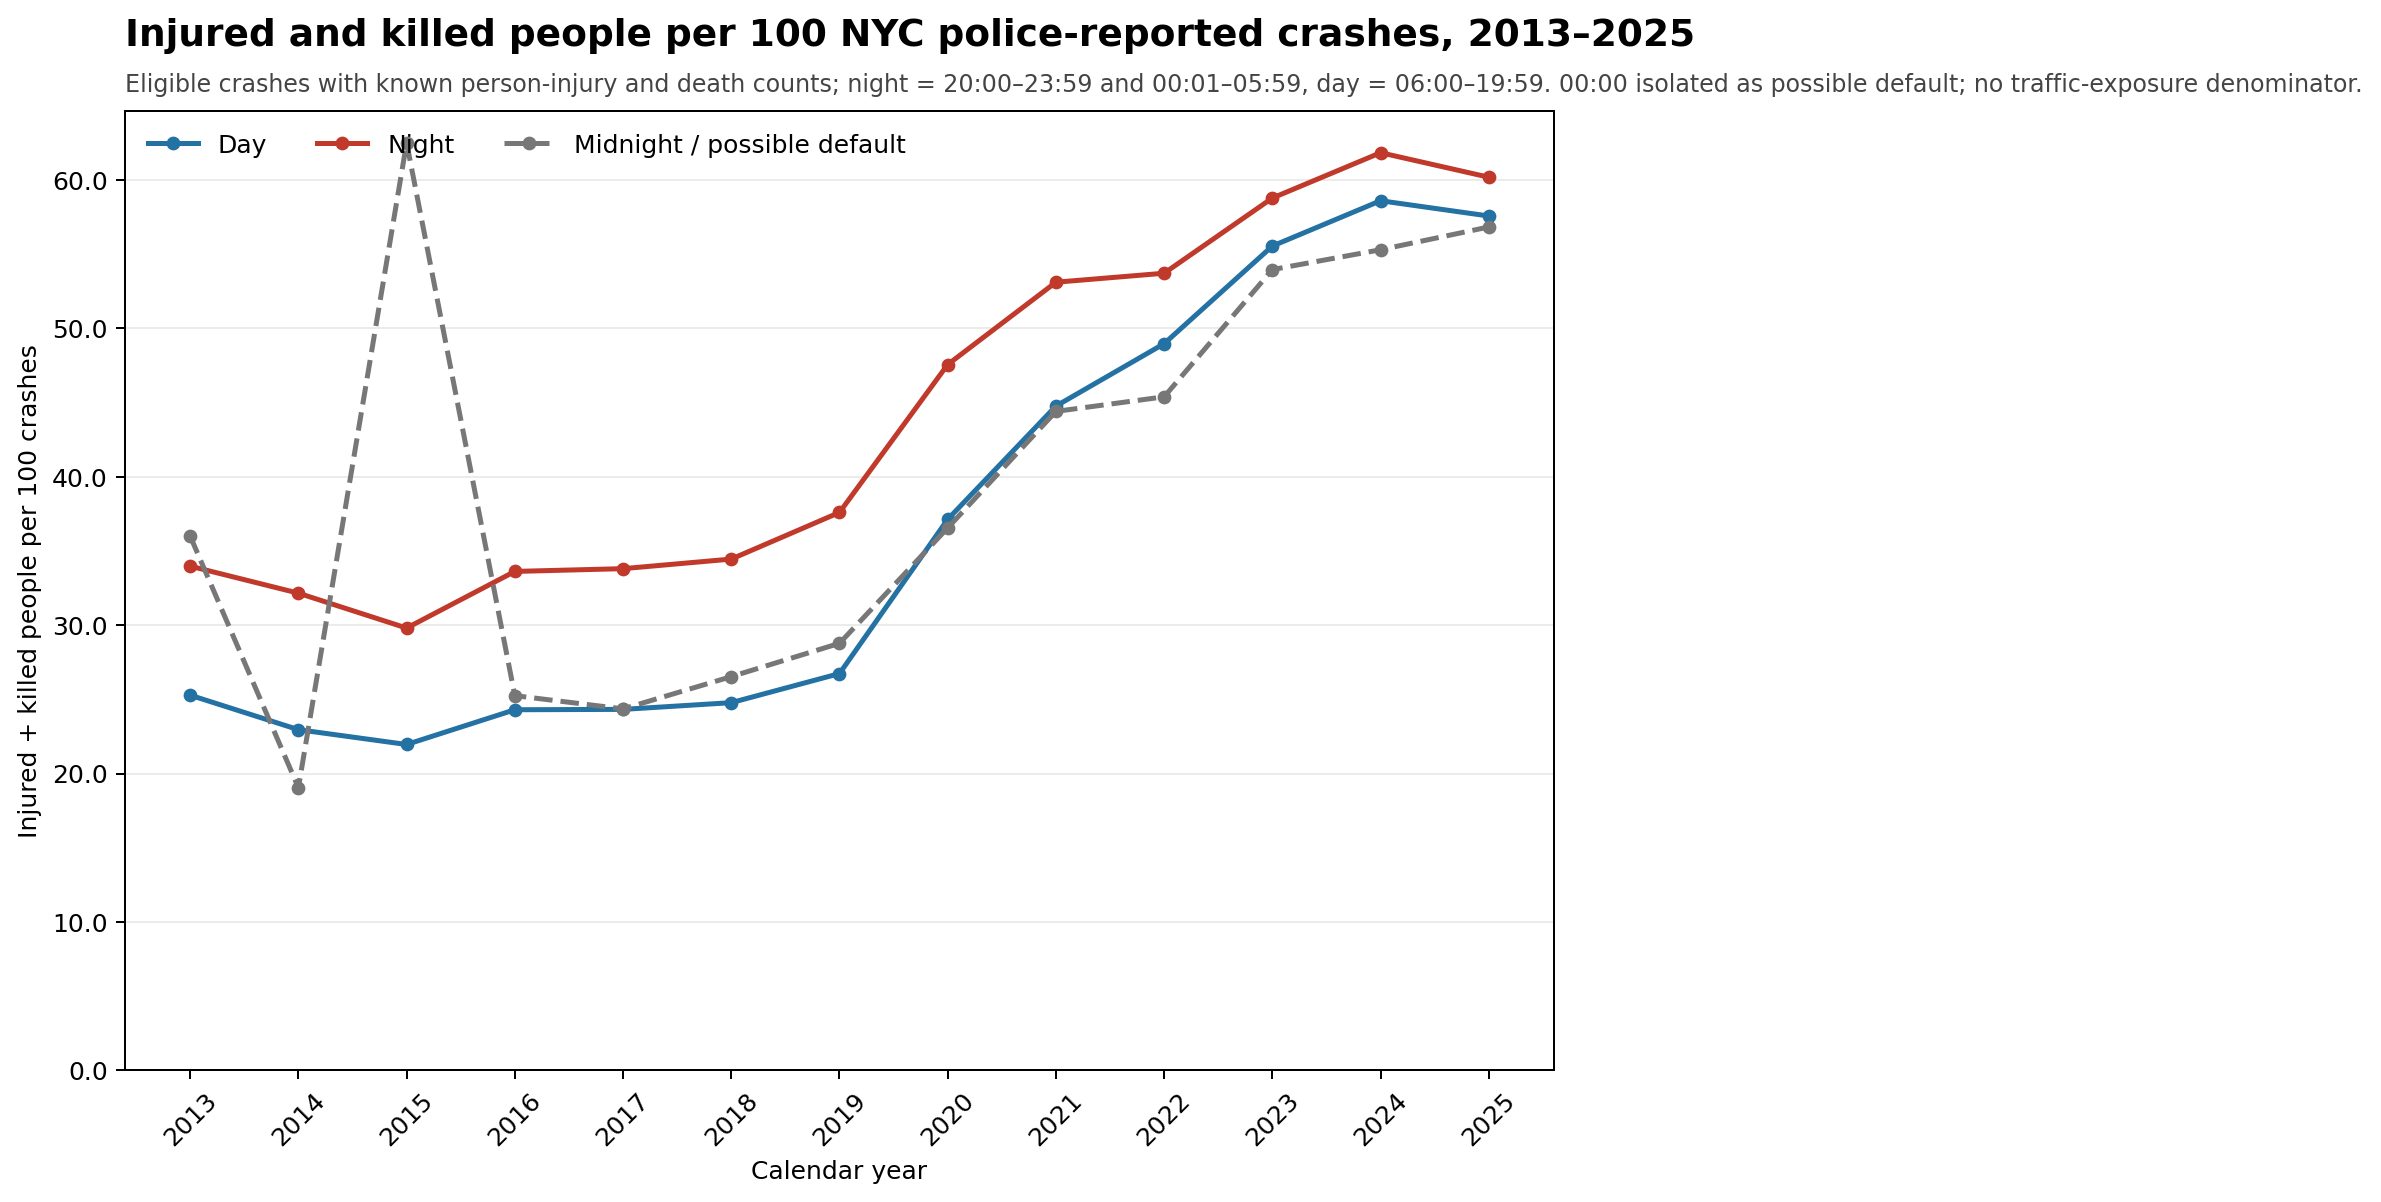 Injured and killed people per 100 NYC police-reported crashes, 2013–2025
Eligible crashes with known person-injury and death counts; night = 20:00–23:59 and 00:01–05:59, day = 06:00–19:59. 00:00 isolated as possible default; no traffic-exposure denominator.
Day Night Midnight / possible default
60.0
50.0
40.0
30.0
20.0
10.0
0.0
Injured + killed people per 100 crashes
2013 2014 2015 2016 2017 2018 2019 2020 2021 2022 2023 2024 2025
Calendar year